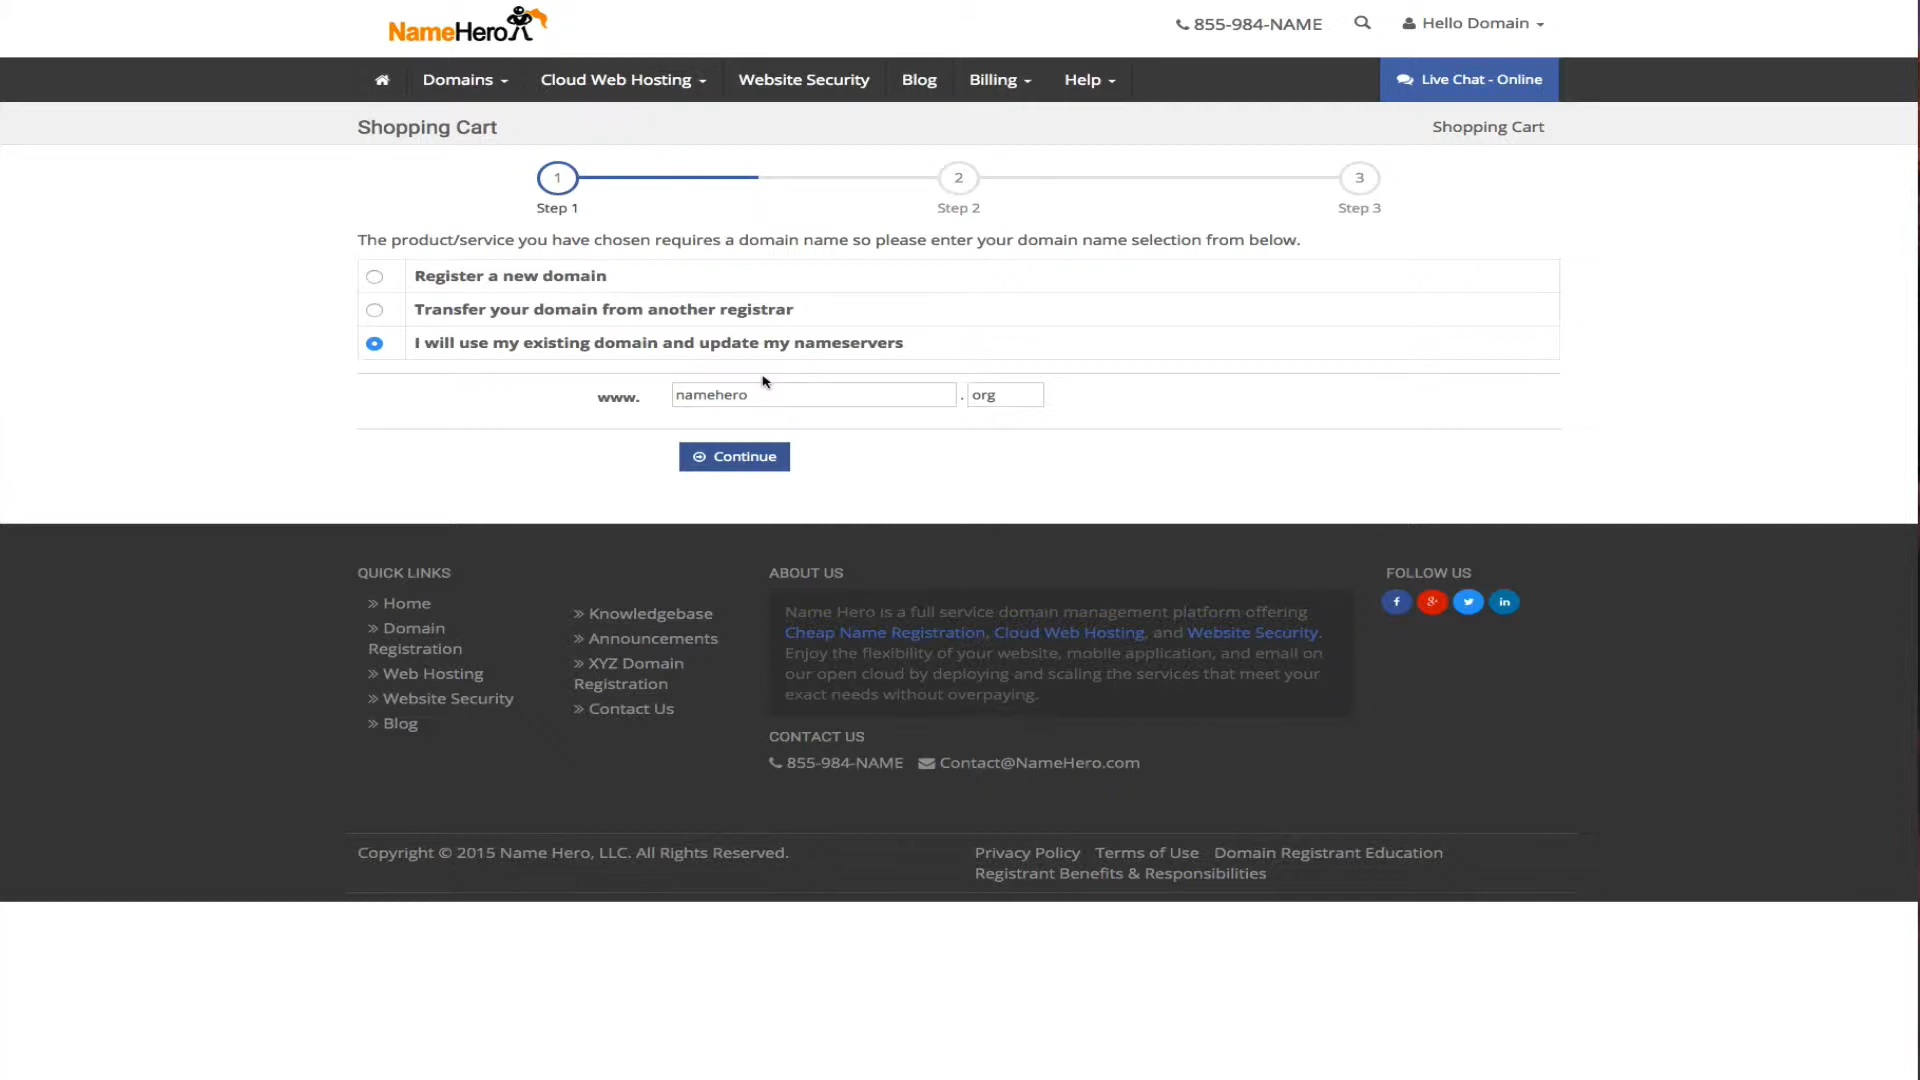 NameHero
855-984-NAME
Hello Domain
Domains
Cloud Web Hosting
Website Security
Blog
Billing
Help
Live Chat - Online
Shopping Cart
Shopping Cart
1
2
3
Step 1
Step 2
Step 3
The product/service you have chosen requires a domain name so please enter your domain name selection from below.
Register a new domain
Transfer your domain from another registrar
I will use my existing domain and update my nameservers
www. namehero . org
Continue
QUICK LINKS
» Home
» Domain
Registration
» Web Hosting
» Website Security
» Blog
» Knowledgebase
» Announcements
» XYZ Domain
Registration
» Contact Us
ABOUT US
Name Hero is a full service domain management platform offering
Cheap Name Registration, Cloud Web Hosting, and Website Security.
Enjoy the flexibility of your website, mobile application, and email on
our open cloud by deploying and scaling the services that meet your
exact needs without overpaying.
CONTACT US
855-984-NAME Contact@NameHero.com
FOLLOW US
f
g+
in
Copyright © 2015 Name Hero, LLC. All Rights Reserved.
Privacy Policy Terms of Use Domain Registrant Education
Registrant Benefits & Responsibilities